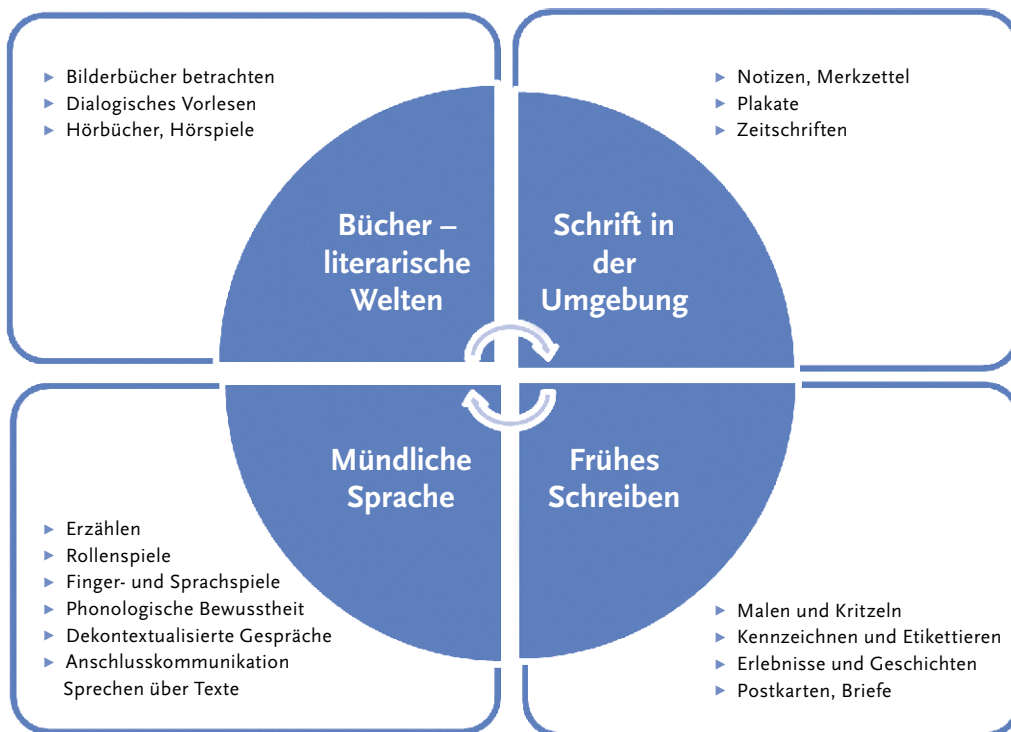 ▶ Bilderbücher betrachten
▶ Dialogisches Vorlesen
▶ Hörbücher, Hörspiele
▶ Notizen, Merkzettel
▶ Plakate
▶ Zeitschriften
Bücher –
literarische
Welten
Schrift in
der
Umgebung
Mündliche
Sprache
Frühes
Schreiben
▶ Erzählen
▶ Rollenspiele
▶ Finger- und Sprachspiele
▶ Phonologische Bewusstheit
▶ Dekontextualisierte Gespräche
▶ Anschlusskommunikation
Sprechen über Texte
▶ Malen und Kritzeln
▶ Kennzeichnen und Etikettieren
▶ Erlebnisse und Geschichten
▶ Postkarten, Briefe